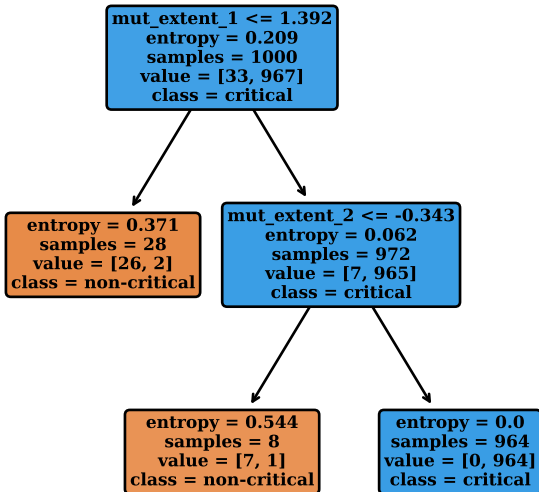 mut_extent_1 <= 1.392
entropy = 0.209
samples = 1000
value = [33, 967]
class = critical
entropy = 0.371
samples = 28
value = [26, 2]
class = non-critical
mut_extent_2 <= -0.343
entropy = 0.062
samples = 972
value = [7, 965]
class = critical
entropy = 0.544
samples = 8
value = [7, 1]
class = non-critical
entropy = 0.0
samples = 964
value = [0, 964]
class = critical